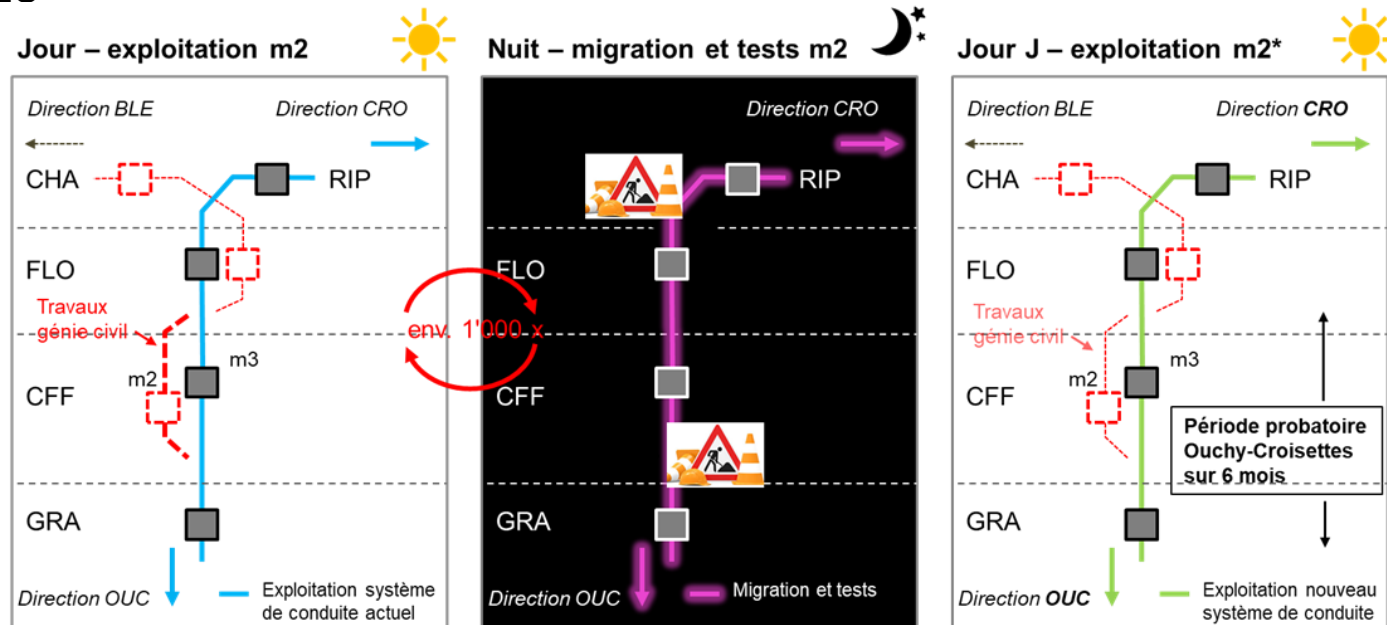 Jour – exploitation m2
Direction BLE
Direction CRO
CHA
RIP
FLO
Travaux
génie civil
m3
m2
CFF
GRA
Direction OUC
Exploitation système
de conduite actuel
env. 1'000 x
Nuit – migration et tests m2
Direction CRO
RIP
FLO
CFF
GRA
Direction OUC
Migration et tests
Jour J – exploitation m2*
Direction BLE
Direction CRO
CHA
RIP
FLO
Travaux
génie civil
m3
m2
CFF
Période probatoire
Ouchy-Croisettes
sur 6 mois
GRA
Direction OUC
Exploitation nouveau
système de conduite